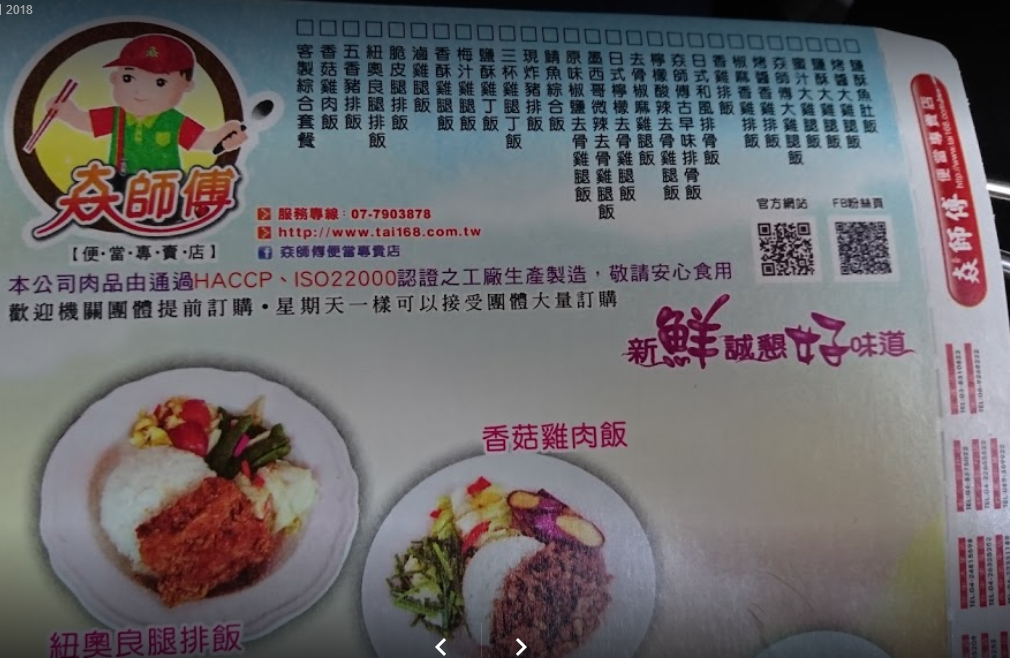 2018
焱師傅
【便‧當‧專‧賣‧店】
鹽酥魚肚飯
烤醬大雞腿飯
鹽酥大雞腿飯
蜜汁大雞腿飯
焱師傅大雞腿飯
烤醬香雞排飯
椒麻香雞排飯
香雞排飯
日式和風排骨飯
焱師傅古早味排骨飯
檸檬酸辣去骨雞腿飯
去骨椒麻雞腿飯
日式檸檬去骨雞腿飯
墨西哥微辣去骨雞腿飯
原味椒鹽去骨雞腿飯
鯖魚綜合飯
現炸豬排飯
三杯雞腿丁飯
鹽酥雞丁飯
梅汁雞腿飯
香酥雞腿飯
滷雞腿飯
脆皮腿排飯
紐奧良腿排飯
五香豬排飯
香菇雞肉飯
客製綜合套餐
服務專線：07-7903878
http://www.tai168.com.tw
焱師傅便當專賣店
官方網站
FB粉絲頁
本公司肉品由通過HACCP、ISO22000認證之工廠生產製造，敬請安心食用
歡迎機關團體提前訂購‧星期天一樣可以接受團體大量訂購
新鮮誠懇好味道
香菇雞肉飯
紐奧良腿排飯
焱師傅 便當專賣店